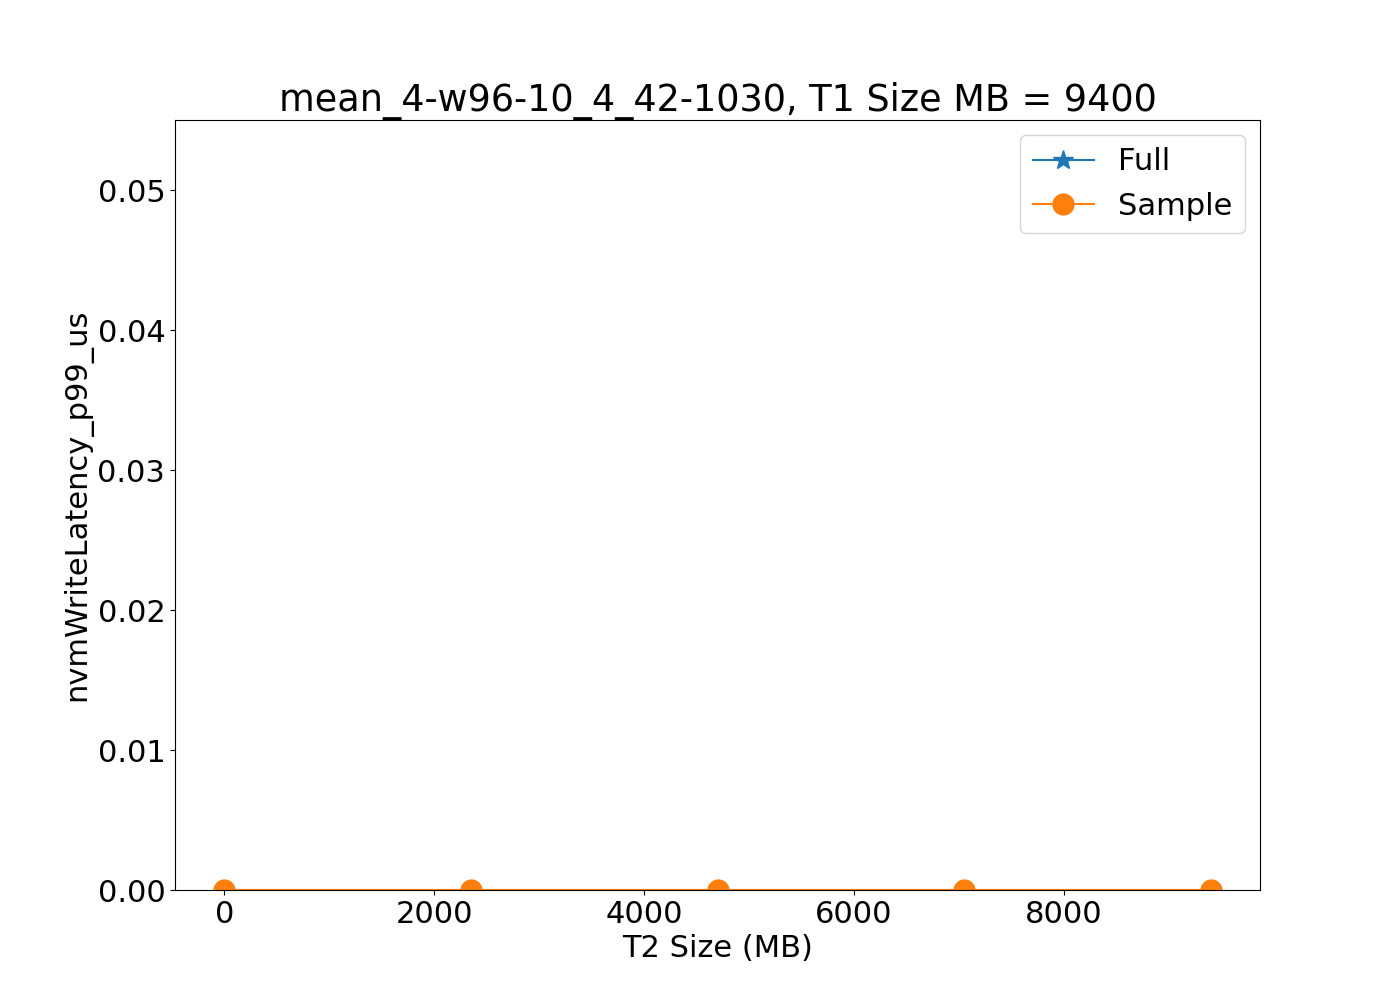 mean_4-w96-10_4_42-1030, T1 Size MB = 9400
Full
Sample
nvmWriteLatency_p99_us
0.05
0.04
0.03
0.02
0.01
0.00
0 2000 4000 6000 8000
T2 Size (MB)